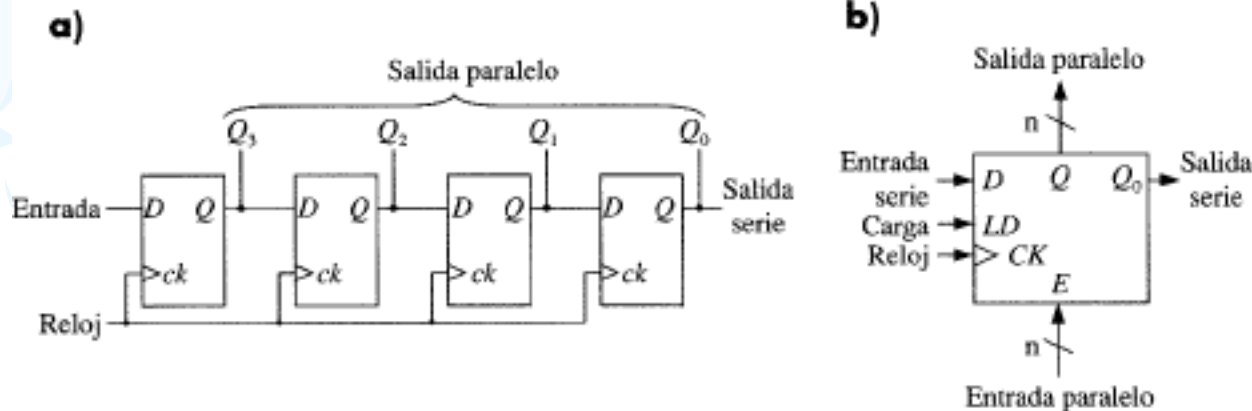 a)
Salida paralelo
Q3 Q2 Q1 Q0
Entrada D Q D Q D Q D Q Salida
serie
ck ck ck ck
Reloj
b)
Salida paralelo
n
Entrada
serie
D Q Q0 Salida
serie
Carga LD
Reloj CK
E
n
Entrada paralelo